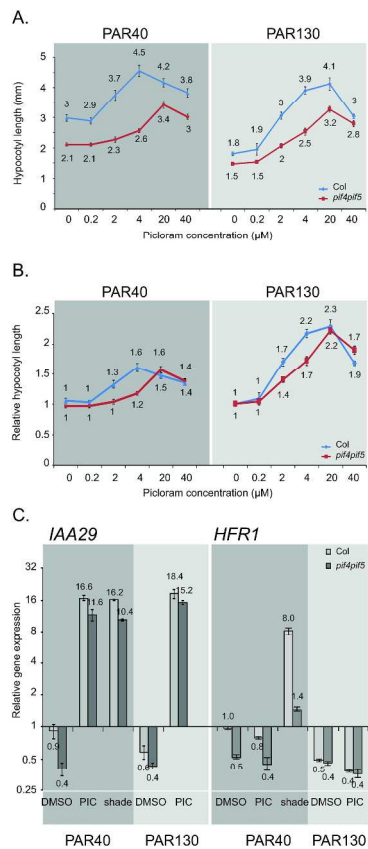 A.
PAR40 PAR130
Hypocotyl length (mm)
5
4
3
2
1
0
3 2.9 3.7 4.5 4.2 3.8
2.1 2.1 2.3 2.6 3.4 3
1.8 1.9 3 3.9 4.1 3
1.5 1.5 2 2.5 3.2 2.8
Col
pif4pif5
0 0.2 2 4 20 40 0 0.2 2 4 20 40
Picloram concentration (µM)
B.
PAR40 PAR130
Relative hypocotyl length
2.5
2
1.5
1
0
1 1 1.3 1.6 1.6 1.4
1 1 1 1.2 1.5 1.4
1 1 1.7 2.2 2.3 1.7
1 1 1.4 1.7 2.2 1.9
Col
pif4pif5
0 0.2 2 4 20 40 0 0.2 2 4 20 40
Picloram concentration (µM)
C.
IAA29 HFR1
Col
pif4pif5
Relative gene expression
32
16
8
4
2
1
0.5
0.25
16.6 11.6 16.2 10.4 18.4 15.2
0.9 0.4 0.6 0.4
8.0 1.4
1.0 0.5 0.8 0.4 0.5 0.4 0.4 0.4
DMSO PIC shade DMSO PIC DMSO PIC shade DMSO PIC
PAR40 PAR130 PAR40 PAR130